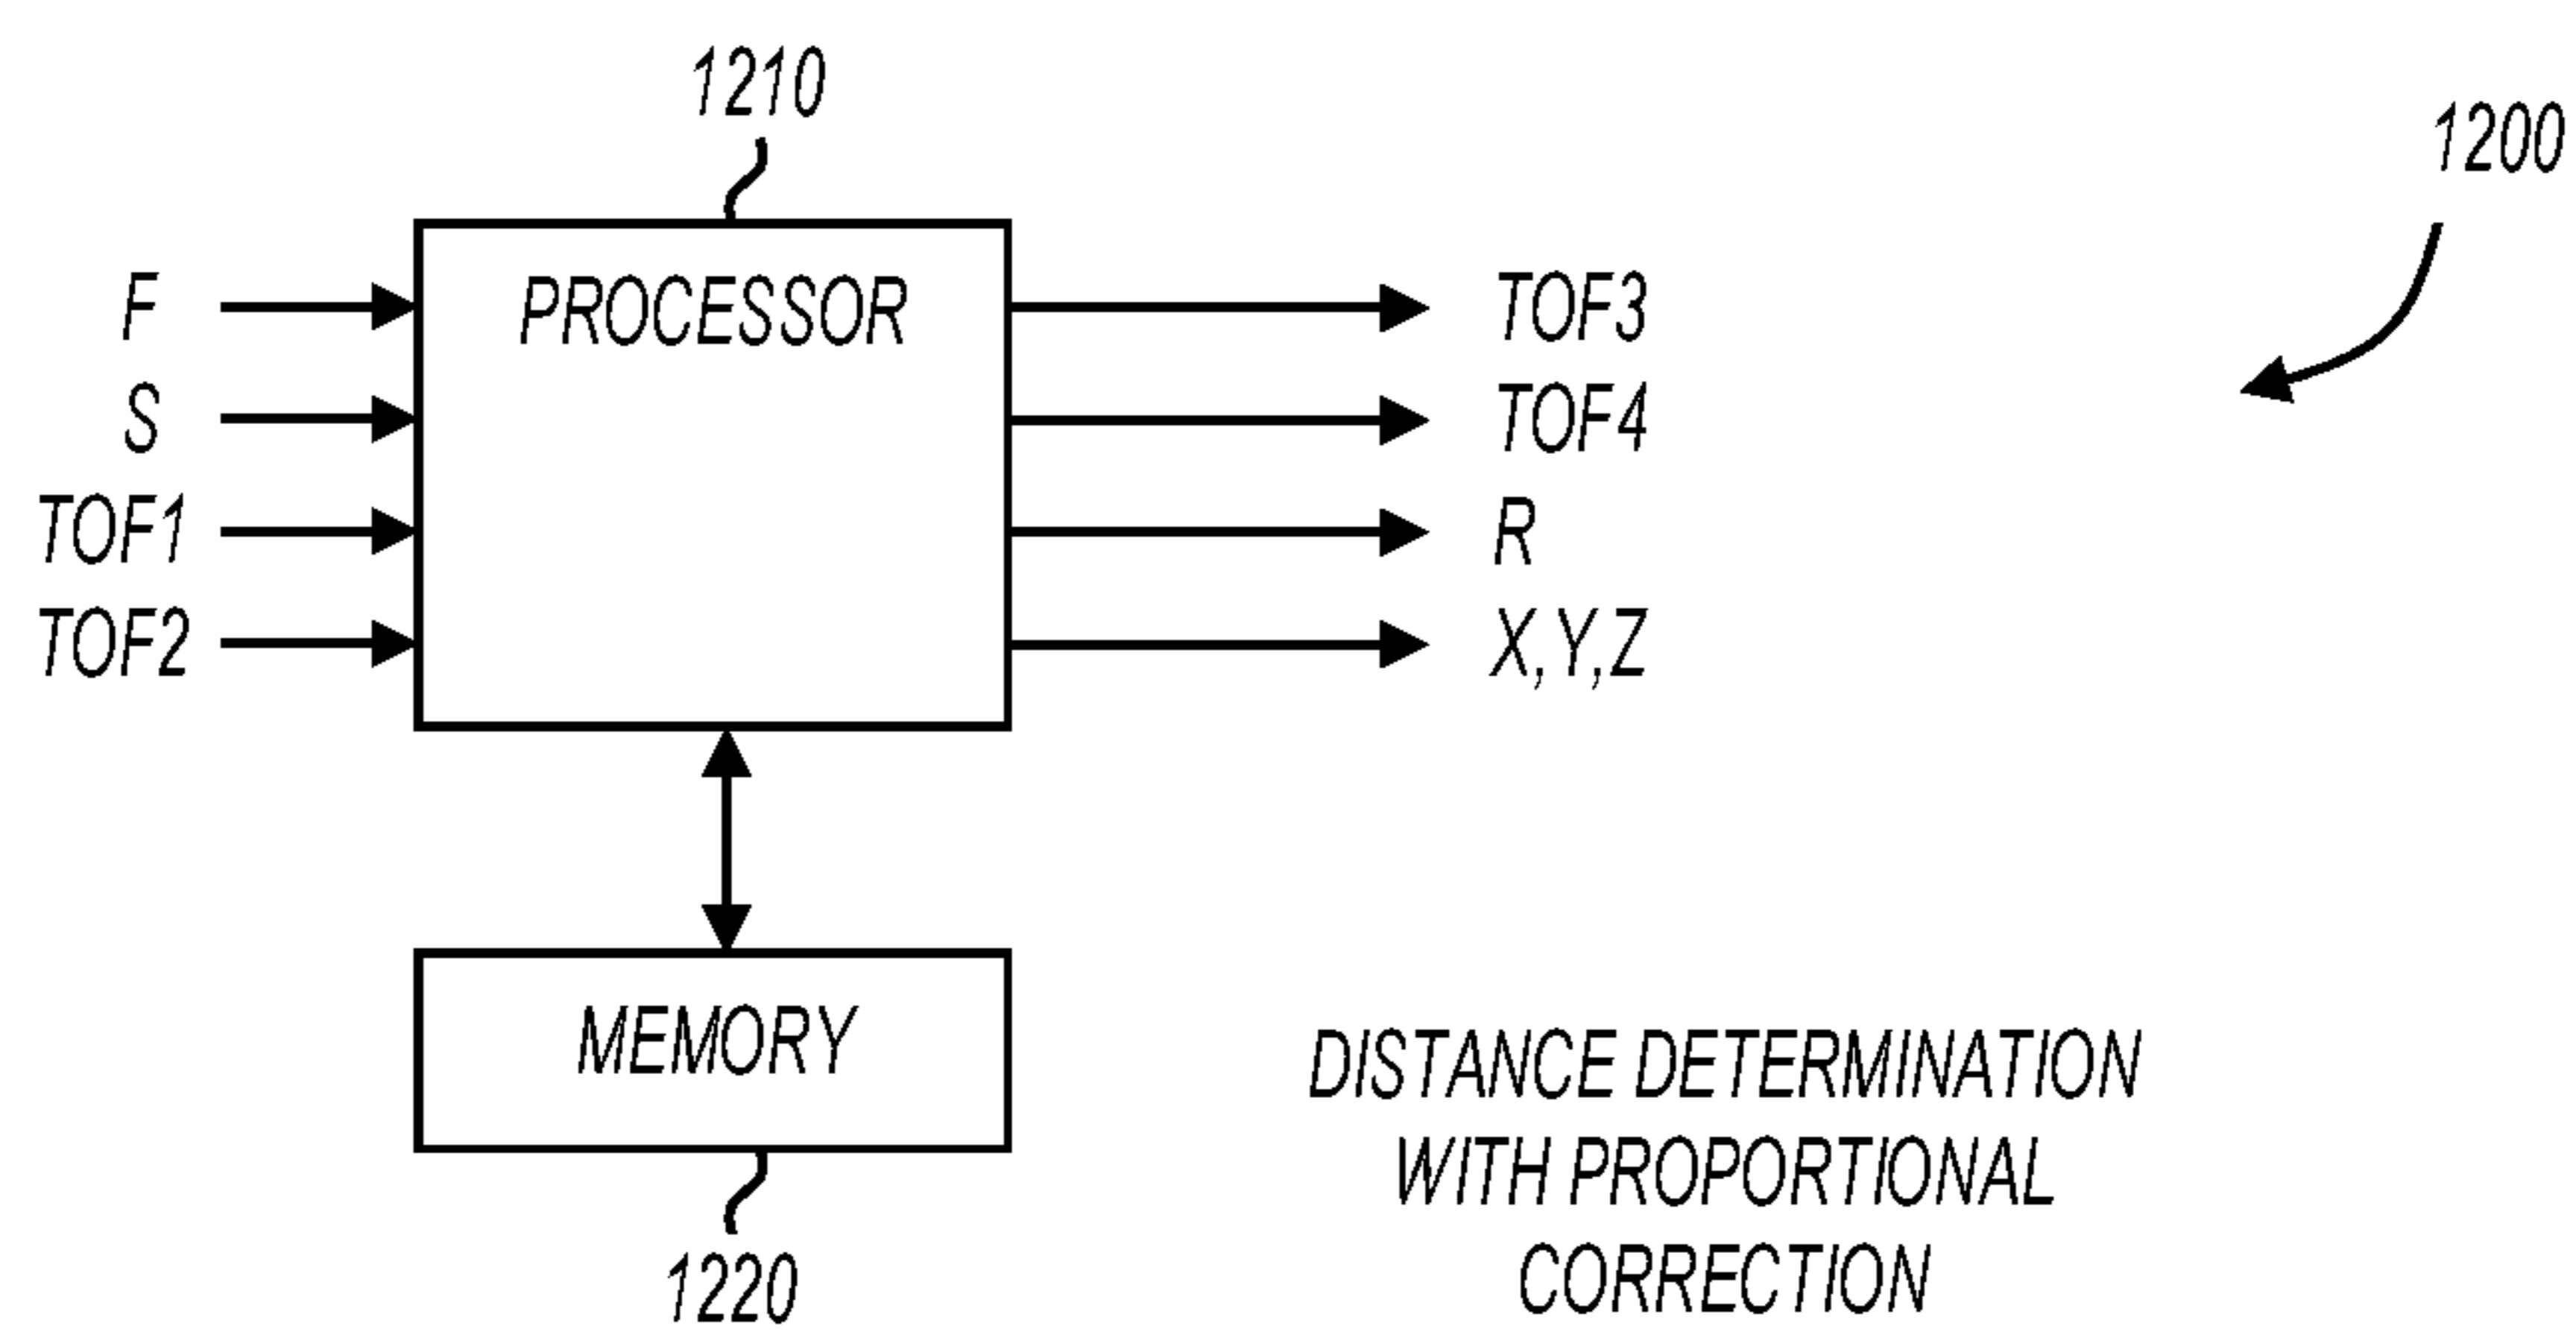 1210
1200
F
PROCESSOR
TOF3
S
TOF4
TOF1
R
TOF2
X,Y,Z
MEMORY
DISTANCE DETERMINATION
WITH PROPORTIONAL
CORRECTION
1220